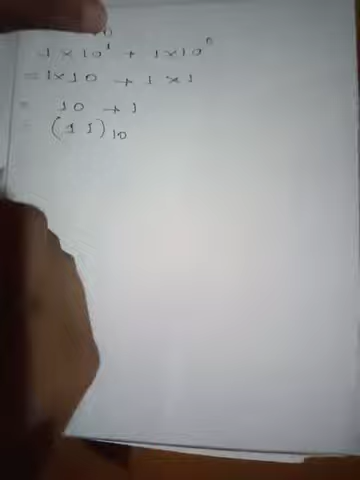 1 × 10¹ + 1 × 10⁰
= 1 × 10 + 1 × 1
= 10 + 1
= (11)₁₀